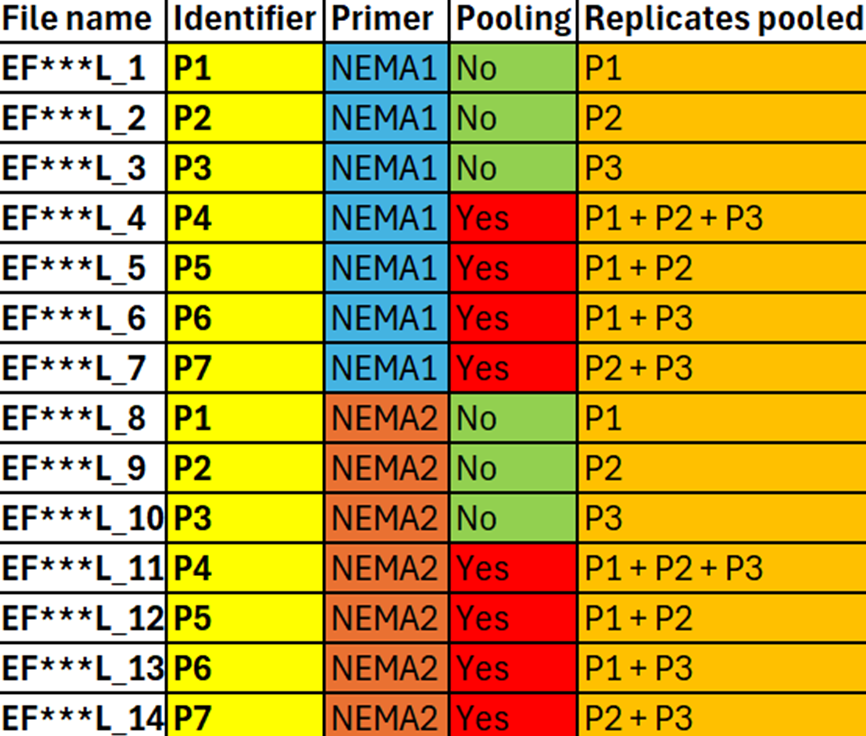 File name Identifier Primer Pooling Replicates pooled
EF***L_1 P1 NEMA1 No P1
EF***L_2 P2 NEMA1 No P2
EF***L_3 P3 NEMA1 No P3
EF***L_4 P4 NEMA1 Yes P1 + P2 + P3
EF***L_5 P5 NEMA1 Yes P1 + P2
EF***L_6 P6 NEMA1 Yes P1 + P3
EF***L_7 P7 NEMA1 Yes P2 + P3
EF***L_8 P1 NEMA2 No P1
EF***L_9 P2 NEMA2 No P2
EF***L_10 P3 NEMA2 No P3
EF***L_11 P4 NEMA2 Yes P1 + P2 + P3
EF***L_12 P5 NEMA2 Yes P1 + P2
EF***L_13 P6 NEMA2 Yes P1 + P3
EF***L_14 P7 NEMA2 Yes P2 + P3